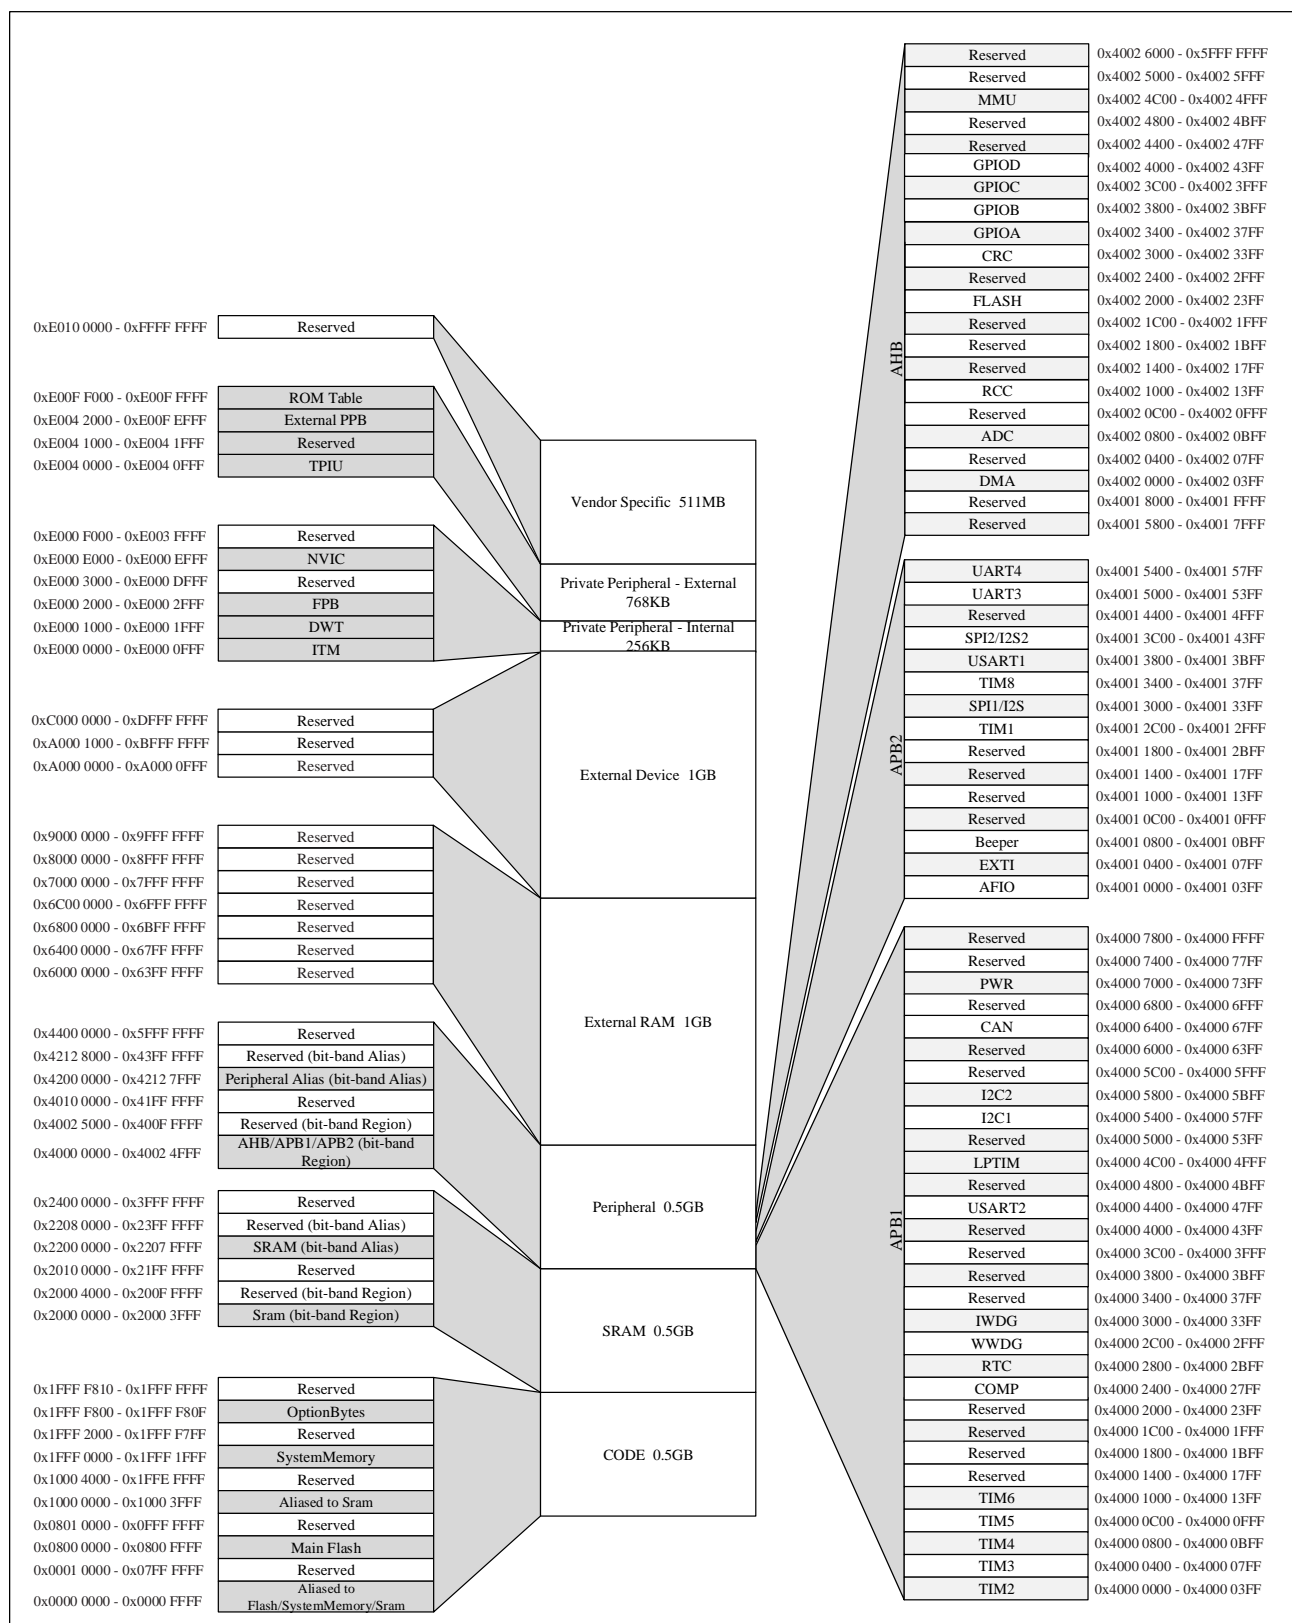 0xE010 0000 - 0xFFFF FFFF Reserved
0xE00F F000 - 0xE00F FFFF ROM Table
0xE004 2000 - 0xE00F EFFF External PPB
0xE004 1000 - 0xE004 1FFF Reserved
0xE004 0000 - 0xE004 0FFF TPIU
0xE000 F000 - 0xE003 FFFF Reserved
0xE000 E000 - 0xE000 EFFF NVIC
0xE000 3000 - 0xE000 DFFF Reserved
0xE000 2000 - 0xE000 2FFF FPB
0xE000 1000 - 0xE000 1FFF DWT
0xE000 0000 - 0xE000 0FFF ITM
0xC000 0000 - 0xDFFF FFFF Reserved
0xA000 1000 - 0xBFFF FFFF Reserved
0xA000 0000 - 0xA000 0FFF Reserved
0x9000 0000 - 0x9FFF FFFF Reserved
0x8000 0000 - 0x8FFF FFFF Reserved
0x7000 0000 - 0x7FFF FFFF Reserved
0x6C00 0000 - 0x6FFF FFFF Reserved
0x6800 0000 - 0x6BFF FFFF Reserved
0x6400 0000 - 0x67FF FFFF Reserved
0x6000 0000 - 0x63FF FFFF Reserved
0x4400 0000 - 0x5FFF FFFF Reserved
0x4212 8000 - 0x43FF FFFF Reserved (bit-band Alias)
0x4200 0000 - 0x4212 7FFF Peripheral Alias (bit-band Alias)
0x4010 0000 - 0x41FF FFFF Reserved
0x4002 5000 - 0x400F FFFF Reserved (bit-band Region)
0x4000 0000 - 0x4002 4FFF AHB/APB1/APB2 (bit-band
Region)
0x2400 0000 - 0x3FFF FFFF Reserved
0x2208 0000 - 0x23FF FFFF Reserved (bit-band Alias)
0x2200 0000 - 0x2207 FFFF SRAM (bit-band Alias)
0x2010 0000 - 0x21FF FFFF Reserved
0x2000 4000 - 0x200F FFFF Reserved (bit-band Region)
0x2000 0000 - 0x2000 3FFF Sram (bit-band Region)
0x1FFF F810 - 0x1FFF FFFF Reserved
0x1FFF F800 - 0x1FFF F80F OptionBytes
0x1FFF 2000 - 0x1FFF F7FF Reserved
0x1FFF 0000 - 0x1FFF 1FFF SystemMemory
0x1000 4000 - 0x1FFE FFFF Reserved
0x1000 0000 - 0x1000 3FFF Aliased to Sram
0x0801 0000 - 0x0FFF FFFF Reserved
0x0800 0000 - 0x0800 FFFF Main Flash
0x0001 0000 - 0x07FF FFFF Reserved
0x0000 0000 - 0x0000 FFFF Aliased to
Flash/SystemMemory/Sram
Vendor Specific 511MB
Private Peripheral - External
768KB
Private Peripheral - Internal
256KB
External Device 1GB
External RAM 1GB
Peripheral 0.5GB
SRAM 0.5GB
CODE 0.5GB
AHB
Reserved 0x4002 6000 - 0x5FFF FFFF
Reserved 0x4002 5000 - 0x4002 5FFF
MMU 0x4002 4C00 - 0x4002 4FFF
Reserved 0x4002 4800 - 0x4002 4BFF
Reserved 0x4002 4400 - 0x4002 47FF
GPIOD 0x4002 4000 - 0x4002 43FF
GPIOC 0x4002 3C00 - 0x4002 3FFF
GPIOB 0x4002 3800 - 0x4002 3BFF
GPIOA 0x4002 3400 - 0x4002 37FF
CRC 0x4002 3000 - 0x4002 33FF
Reserved 0x4002 2400 - 0x4002 2FFF
FLASH 0x4002 2000 - 0x4002 23FF
Reserved 0x4002 1C00 - 0x4002 1FFF
Reserved 0x4002 1800 - 0x4002 1BFF
Reserved 0x4002 1400 - 0x4002 17FF
RCC 0x4002 1000 - 0x4002 13FF
Reserved 0x4002 0C00 - 0x4002 0FFF
ADC 0x4002 0800 - 0x4002 0BFF
Reserved 0x4002 0400 - 0x4002 07FF
DMA 0x4002 0000 - 0x4002 03FF
Reserved 0x4001 8000 - 0x4001 FFFF
Reserved 0x4001 5800 - 0x4001 7FFF
APB2
UART4 0x4001 5400 - 0x4001 57FF
UART3 0x4001 5000 - 0x4001 53FF
Reserved 0x4001 4400 - 0x4001 4FFF
SPI2/I2S2 0x4001 3C00 - 0x4001 43FF
USART1 0x4001 3800 - 0x4001 3BFF
TIM8 0x4001 3400 - 0x4001 37FF
SPI1/I2S 0x4001 3000 - 0x4001 33FF
TIM1 0x4001 2C00 - 0x4001 2FFF
Reserved 0x4001 1800 - 0x4001 2BFF
Reserved 0x4001 1400 - 0x4001 17FF
Reserved 0x4001 1000 - 0x4001 13FF
Reserved 0x4001 0C00 - 0x4001 0FFF
Beeper 0x4001 0800 - 0x4001 0BFF
EXTI 0x4001 0400 - 0x4001 07FF
AFIO 0x4001 0000 - 0x4001 03FF
APB1
Reserved 0x4000 7800 - 0x4000 FFFF
Reserved 0x4000 7400 - 0x4000 77FF
PWR 0x4000 7000 - 0x4000 73FF
Reserved 0x4000 6800 - 0x4000 6FFF
CAN 0x4000 6400 - 0x4000 67FF
Reserved 0x4000 6000 - 0x4000 63FF
Reserved 0x4000 5C00 - 0x4000 5FFF
I2C2 0x4000 5800 - 0x4000 5BFF
I2C1 0x4000 5400 - 0x4000 57FF
Reserved 0x4000 5000 - 0x4000 53FF
LPTIM 0x4000 4C00 - 0x4000 4FFF
Reserved 0x4000 4800 - 0x4000 4BFF
USART2 0x4000 4400 - 0x4000 47FF
Reserved 0x4000 4000 - 0x4000 43FF
Reserved 0x4000 3C00 - 0x4000 3FFF
Reserved 0x4000 3800 - 0x4000 3BFF
Reserved 0x4000 3400 - 0x4000 37FF
IWDG 0x4000 3000 - 0x4000 33FF
WWDG 0x4000 2C00 - 0x4000 2FFF
RTC 0x4000 2800 - 0x4000 2BFF
COMP 0x4000 2400 - 0x4000 27FF
Reserved 0x4000 2000 - 0x4000 23FF
Reserved 0x4000 1C00 - 0x4000 1FFF
Reserved 0x4000 1800 - 0x4000 1BFF
Reserved 0x4000 1400 - 0x4000 17FF
TIM6 0x4000 1000 - 0x4000 13FF
TIM5 0x4000 0C00 - 0x4000 0FFF
TIM4 0x4000 0800 - 0x4000 0BFF
TIM3 0x4000 0400 - 0x4000 07FF
TIM2 0x4000 0000 - 0x4000 03FF